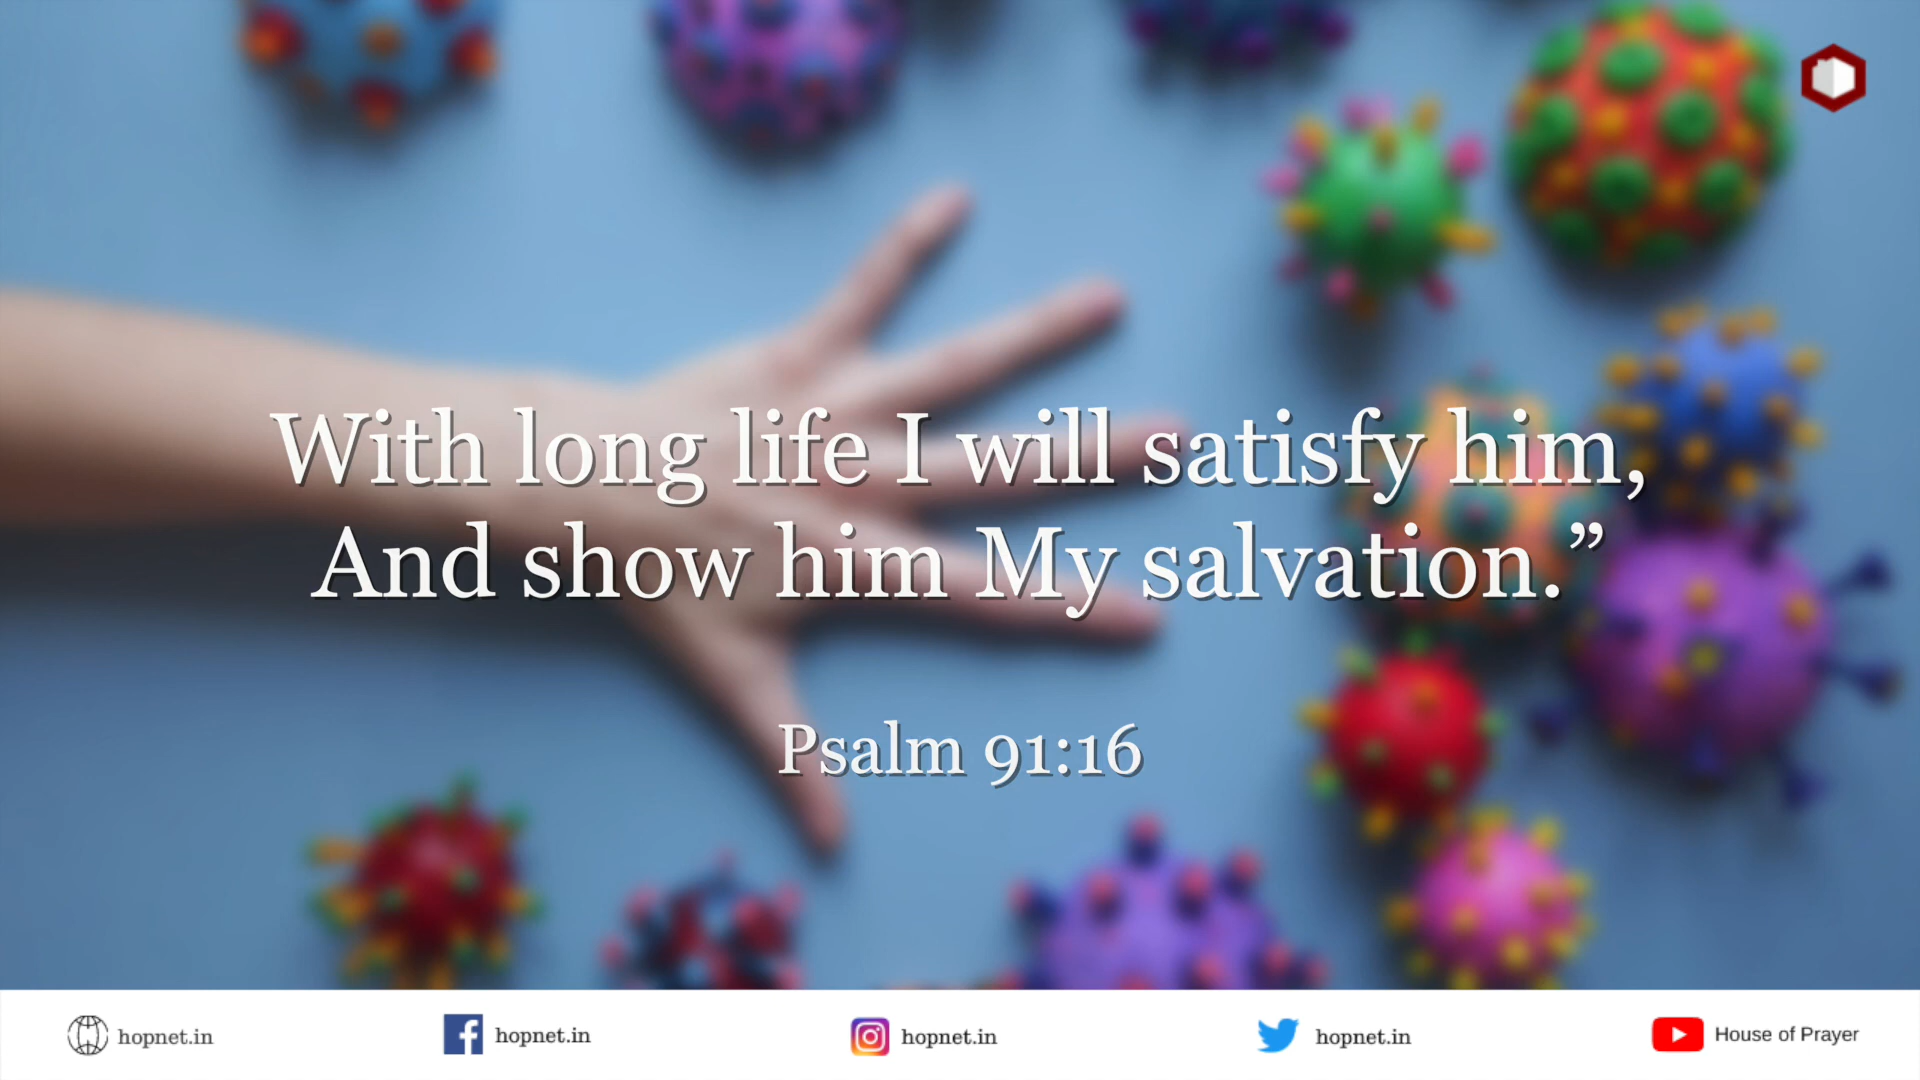 With long life I will satisfy him,
And show him My salvation.”
Psalm 91:16
hopnet.in
hopnet.in
hopnet.in
hopnet.in
House of Prayer